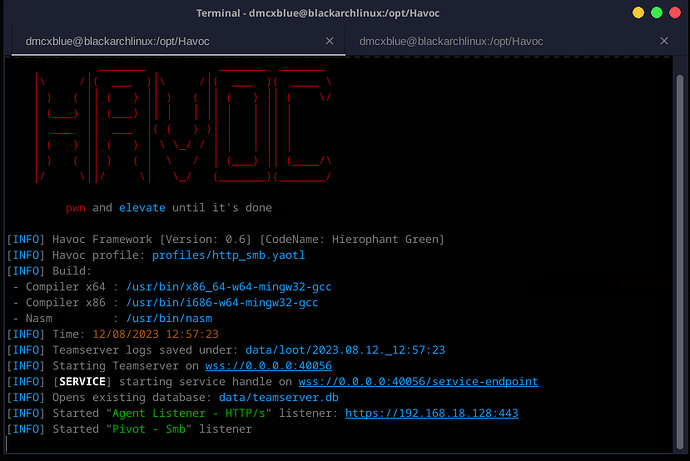 Terminal - dmcxblue@blackarchlinux:/opt/Havoc
dmcxblue@blackarchlinux:/opt/Havoc
dmcxblue@blackarchlinux:/opt/Havoc
HAVOC
pwn and elevate until it's done
[INFO] Havoc Framework [Version: 0.6] [CodeName: Hierophant Green]
[INFO] Havoc profile: profiles/http_smb.yaotl
[INFO] Build:
- Compiler x64 : /usr/bin/x86_64-w64-mingw32-gcc
- Compiler x86 : /usr/bin/i686-w64-mingw32-gcc
- Nasm : /usr/bin/nasm
[INFO] Time: 12/08/2023 12:57:23
[INFO] Teamserver logs saved under: data/loot/2023.08.12._12:57:23
[INFO] Starting Teamserver on wss://0.0.0.0:40056
[INFO] [SERVICE] starting service handle on wss://0.0.0.0:40056/service-endpoint
[INFO] Opens existing database: data/teamserver.db
[INFO] Started "Agent Listener - HTTP/s" listener: https://192.168.18.128:443
[INFO] Started "Pivot - Smb" listener